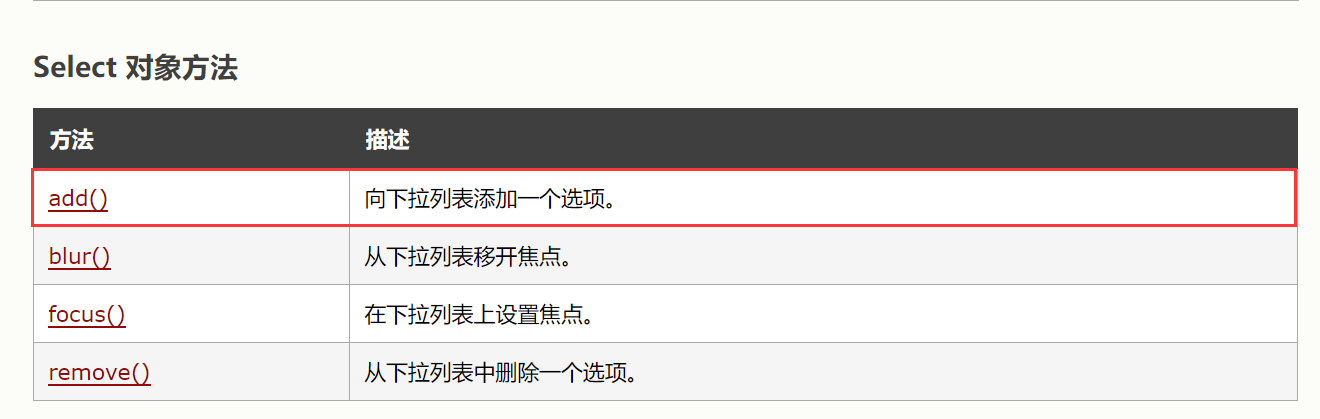 Select 对象方法
方法 描述
add() 向下拉列表添加一个选项。
blur() 从下拉列表移开焦点。
focus() 在下拉列表上设置焦点。
remove() 从下拉列表中删除一个选项。